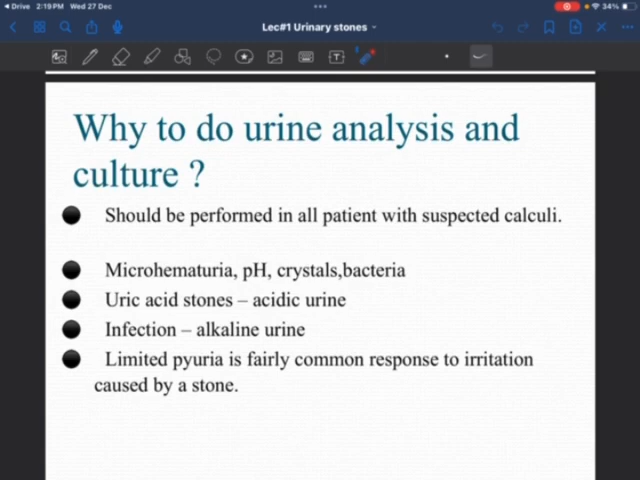 Drive 2:19 PM Wed 27 Dec
34%
Lec#1 Urinary stones
Why to do urine analysis and
culture ?
Should be performed in all patient with suspected calculi.
Microhematuria, pH, crystals,bacteria
Uric acid stones – acidic urine
Infection – alkaline urine
Limited pyuria is fairly common response to irritation
caused by a stone.